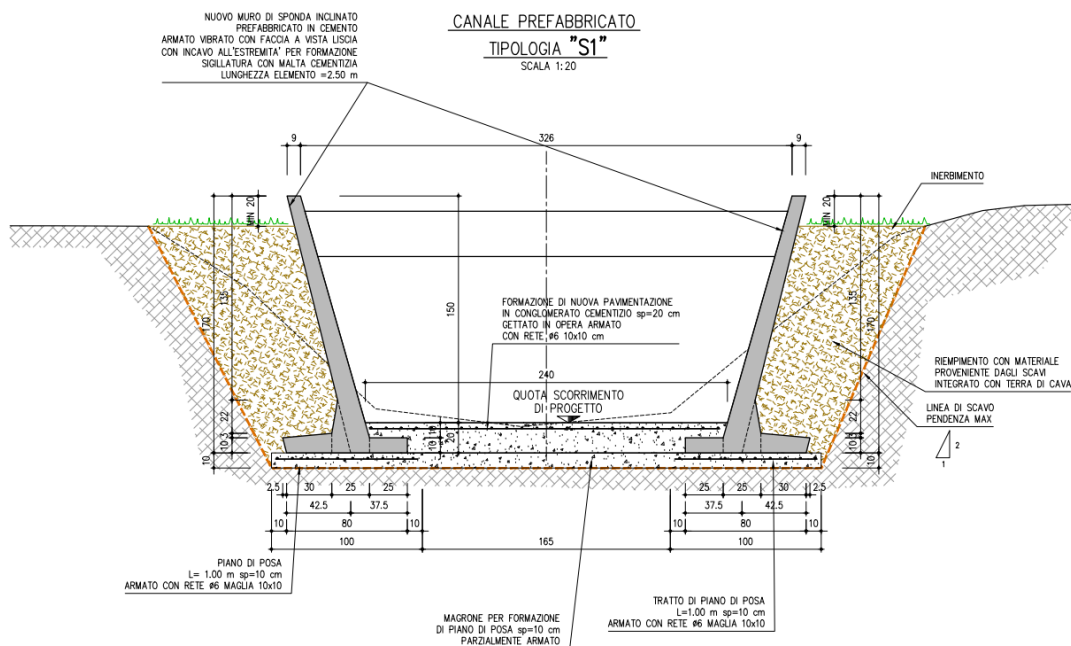 CANALE PREFABBRICATO
TIPOLOGIA "S1"
SCALA 1:20
NUOVO MURO DI SPONDA INCLINATO
PREFABBRICATO IN CEMENTO
ARMATO VIBRATO CON FACCIA A VISTA LISCIA
CON INCAVO ALL'ESTREMITA' PER FORMAZIONE
SIGILLATURA CON MALTA CEMENTIZIA
LUNGHEZZA ELEMENTO =2.50 m
9
326
9
INERBIMENTO
MIN 20
MIN 20
135
170
150
135
170
FORMAZIONE DI NUOVA PAVIMENTAZIONE
IN CONGLOMERATO CEMENTIZIO sp=20 cm
GETTATO IN OPERA ARMATO
CON RETE ø6 10x10 cm
RIEMPIMENTO CON MATERIALE
PROVENIENTE DAGLI SCAVI
INTEGRATO CON TERRA DI CAVA
240
QUOTA SCORRIMENTO
DI PROGETTO
LINEA DI SCAVO
PENDENZA MAX
2
1
22
3
10
10
10
10
20
22
3
10
10
2.5
30
25
25
25
25
30
2.5
42.5
37.5
37.5
42.5
10
80
10
10
80
10
100
165
100
PIANO DI POSA
L= 1.00 m sp=10 cm
ARMATO CON RETE ø6 MAGLIA 10x10
TRATTO DI PIANO DI POSA
L=1.00 m sp=10 cm
ARMATO CON RETE ø6 MAGLIA 10x10
MAGRONE PER FORMAZIONE
DI PIANO DI POSA sp=10 cm
PARZIALMENTE ARMATO